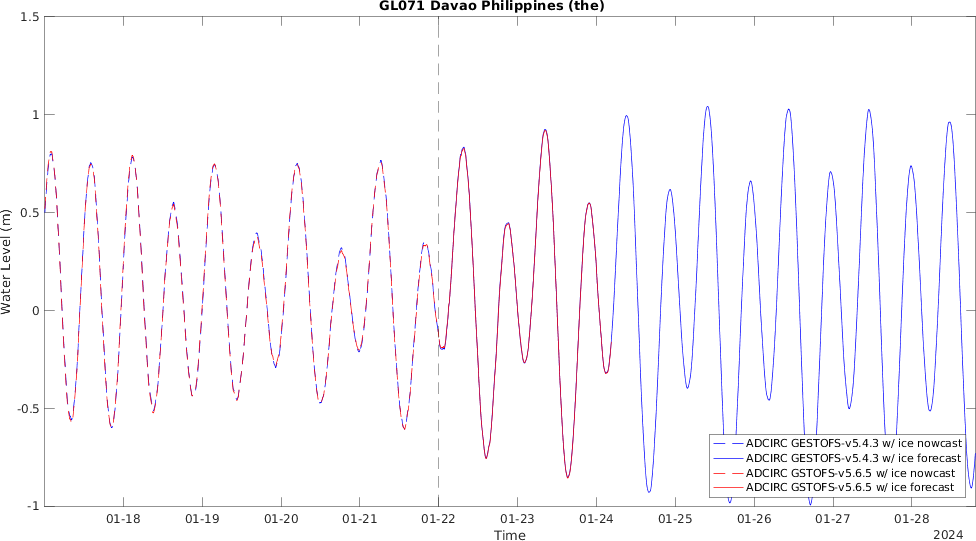 GL071 Davao Philippines (the)
1.5
1
0.5
0
-0.5
-1
Water Level (m)
ADCIRC GESTOFS-v5.4.3 w/ ice nowcast
ADCIRC GESTOFS-v5.4.3 w/ ice forecast
ADCIRC GSTOFS-v5.6.5 w/ ice nowcast
ADCIRC GSTOFS-v5.6.5 w/ ice forecast
01-18 01-19 01-20 01-21 01-22 01-23 01-24 01-25 01-26 01-27 01-28
Time
2024